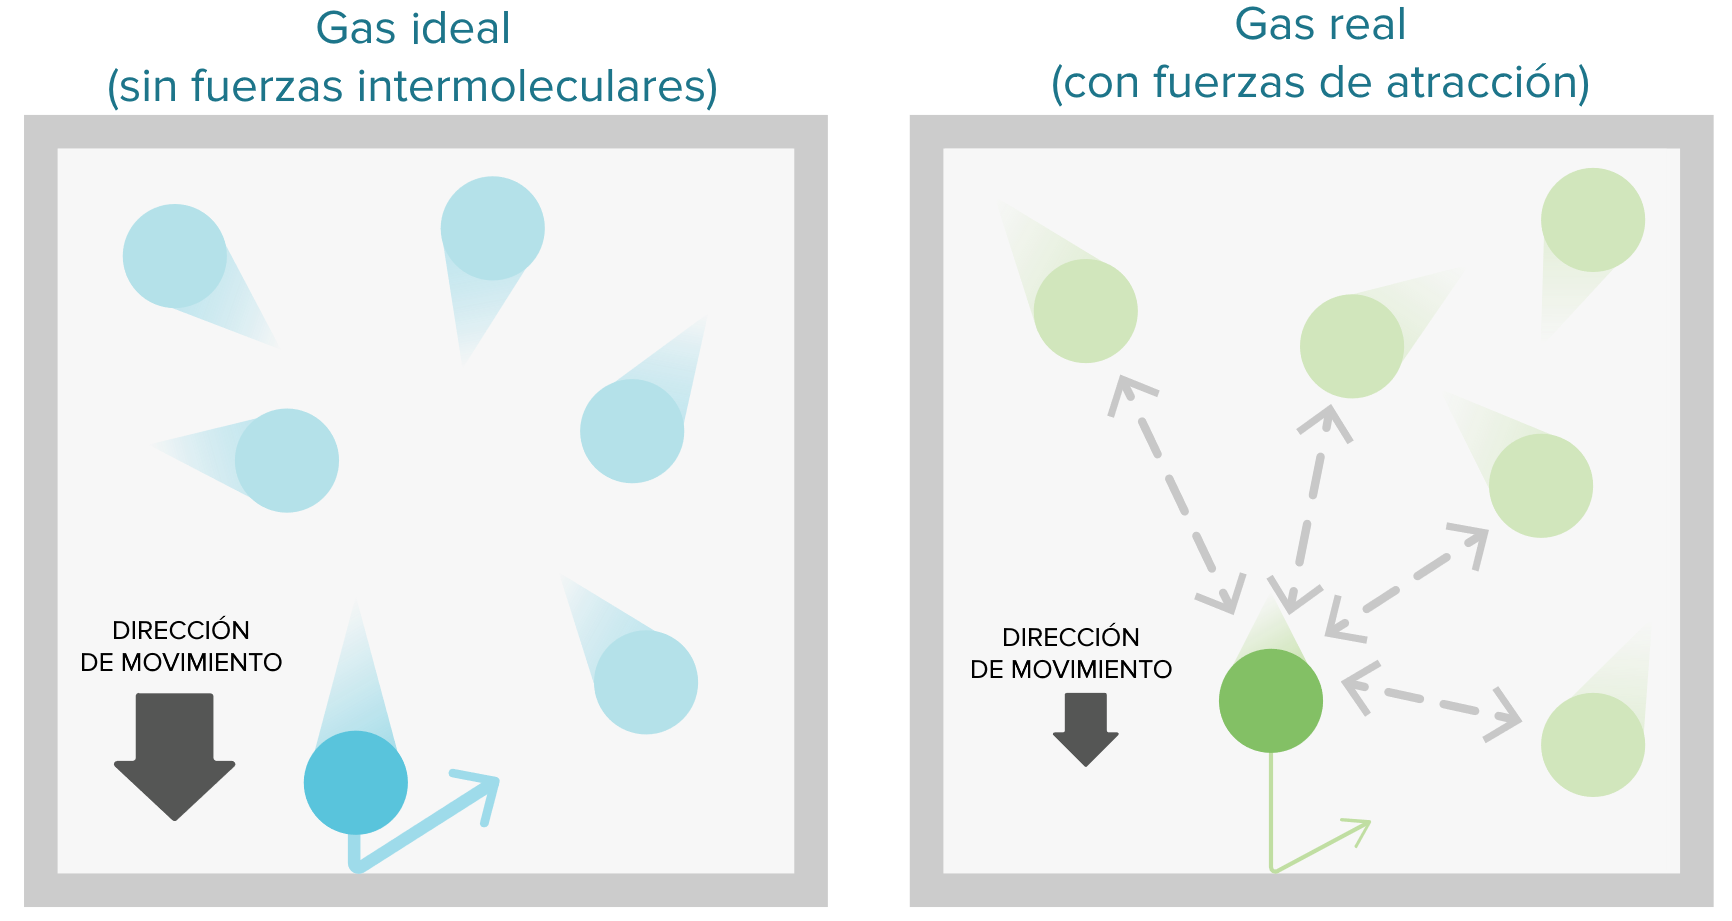 Gas ideal
(sin fuerzas intermoleculares)
DIRECCIÓN
DE MOVIMIENTO
Gas real
(con fuerzas de atracción)
DIRECCIÓN
DE MOVIMIENTO